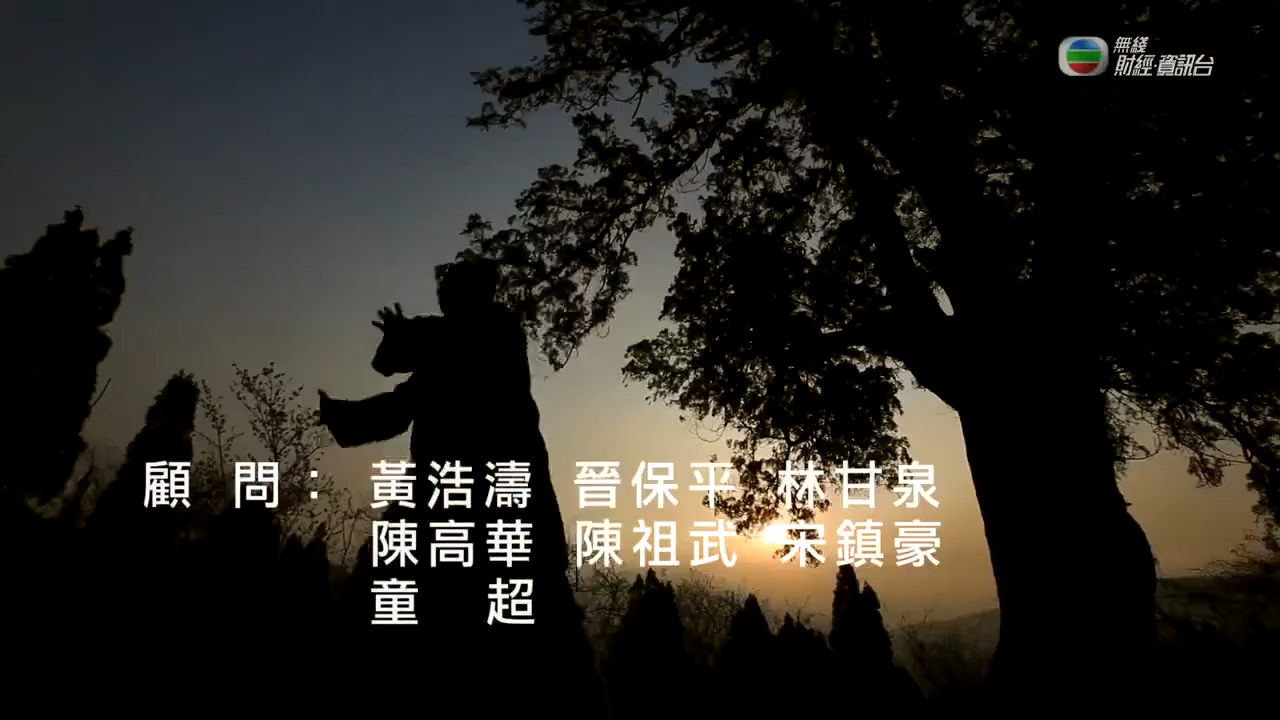 無綫
財經·資訊台
顧問：黃浩濤 晉保平 林甘泉
陳高華 陳祖武 宋鎮豪
童超